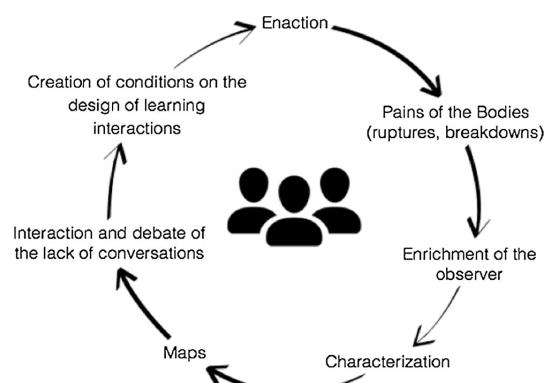 Enaction
Pains of the Bodies
(ruptures, breakdowns)
Enrichment of the
observer
Characterization
Maps
Interaction and debate of
the lack of conversations
Creation of conditions on the
design of learning
interactions